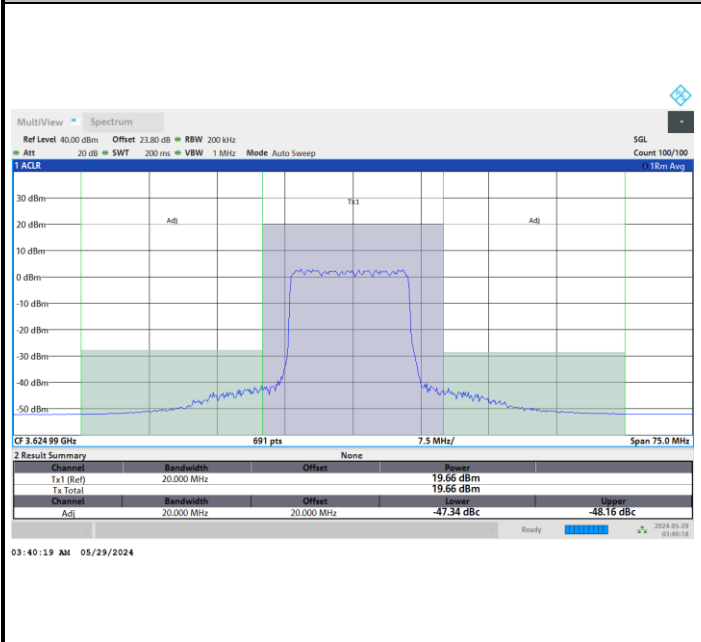 MultiView Spectrum
Ref Level 40.00 dBm Offset 23.80 dB RBW 200 kHz SGL
Att 20 dB SWT 200 ms VBW 1 MHz Mode Auto Sweep Count 100/100
1 ACLR 1Rm Avg
30 dBm
Tx1
20 dBm
Adj Adj
10 dBm
0 dBm
-10 dBm
-20 dBm
-30 dBm
-40 dBm
-50 dBm
CF 3.624 99 GHz 691 pts 7.5 MHz/ Span 75.0 MHz
2 Result Summary None
Channel Bandwidth Offset Power
Tx1 (Ref) 20.000 MHz 19.66 dBm
Tx Total 19.66 dBm
Channel Bandwidth Offset Lower Upper
Adj 20.000 MHz 20.000 MHz -47.34 dBc -48.16 dBc
Ready 2024-05-29
03:40:18
03:40:19 AM 05/29/2024